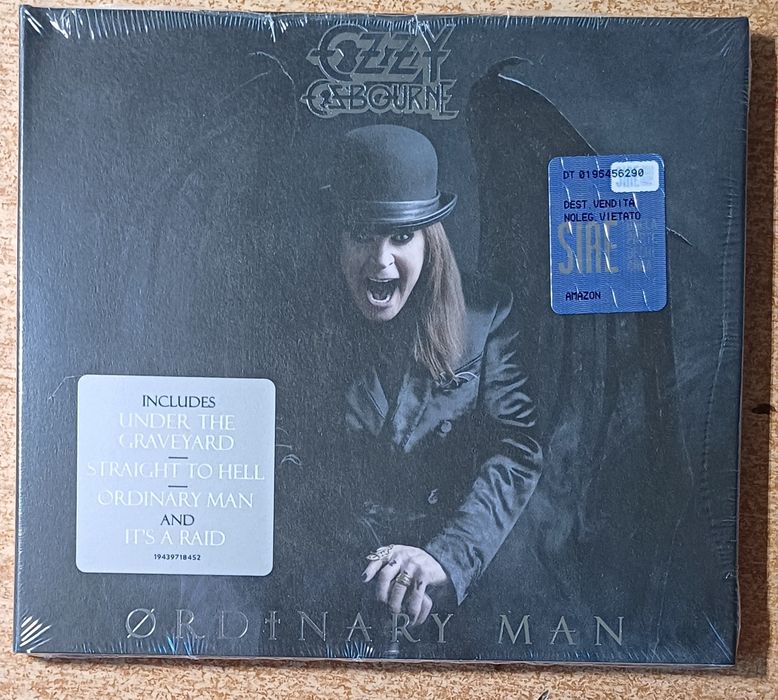 OZZY
OSBOURNE
DT 0195456290
DEST.VENDITA
NOLEG.VIETATO
SIAE
AMAZON
INCLUDES
UNDER THE
GRAVEYARD
STRAIGHT TO HELL
ORDINARY MAN
AND
IT'S A RAID
19439718452
ØRDINARY MAN